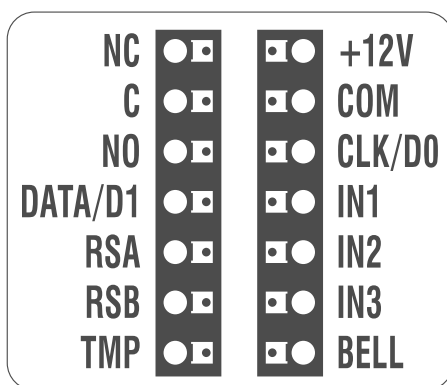 NC +12V
C COM
NO CLK/D0
DATA/D1 IN1
RSA IN2
RSB IN3
TMP BELL